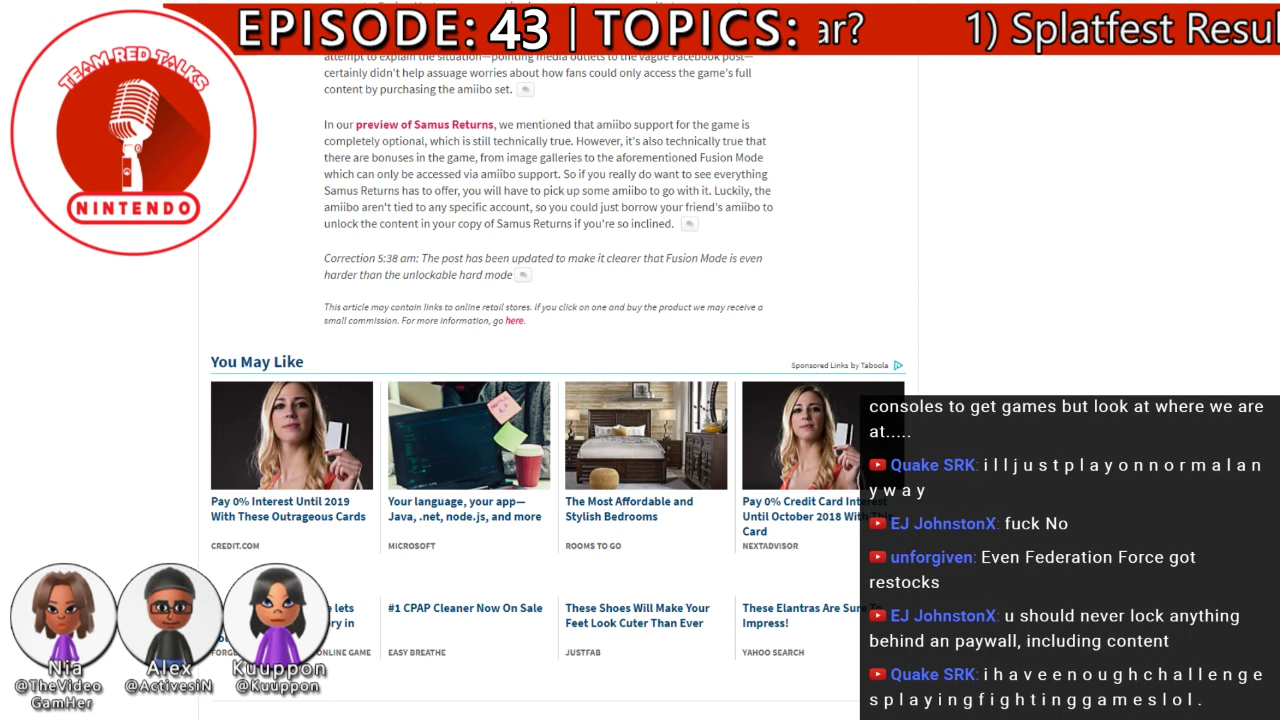 EPISODE: 43 | TOPICS: ar? 1) Splatfest Resul
TEAM RED TALKS
NINTENDO
attempt to explain the situation—pointing media outlets to the vague Facebook post—
certainly didn't help assuage worries about how fans could only access the game's full
content by purchasing the amiibo set.
In our preview of Samus Returns, we mentioned that amiibo support for the game is
completely optional, which is still technically true. However, it's also technically true that
there are bonuses in the game, from image galleries to the aforementioned Fusion Mode
which can only be accessed via amiibo support. So if you really do want to see everything
Samus Returns has to offer, you will have to pick up some amiibo to go with it. Luckily, the
amiibo aren't tied to any specific account, so you could just borrow your friend's amiibo to
unlock the content in your copy of Samus Returns if you're so inclined.
Correction 5:38 am: The post has been updated to make it clearer that Fusion Mode is even
harder than the unlockable hard mode
This article may contain links to online retail stores. If you click on one and buy the product we may receive a
small commission. For more information, go here.
You May Like
Sponsored Links by Taboola
Pay 0% Interest Until 2019
With These Outrageous Cards
CREDIT.COM
Your language, your app—
Java, .net, node.js, and more
MICROSOFT
The Most Affordable and
Stylish Bedrooms
ROOMS TO GO
Pay 0% Credit Card Interest
Until October 2018 With This
Card
NEXTADVISOR
e lets
ry in
FORGE
ONLINE GAME
#1 CPAP Cleaner Now On Sale
EASY BREATHE
These Shoes Will Make Your
Feet Look Cuter Than Ever
JUSTFAB
These Elantras Are Sure To
Impress!
YAHOO SEARCH
consoles to get games but look at where we are
at.....
Quake SRK: i l l j u s t p l a y o n n o r m a l a n
y w a y
EJ JohnstonX: fuck No
unforgiven: Even Federation Force got
restocks
EJ JohnstonX: u should never lock anything
behind an paywall, including content
Quake SRK: i h a v e e n o u g h c h a l l e n g e
s p l a y i n g f i g h t i n g g a m e s l o l .
Nia
@TheVideo
GamHer
Alex
@ActivesiN
Kuuppon
@Kuuppon